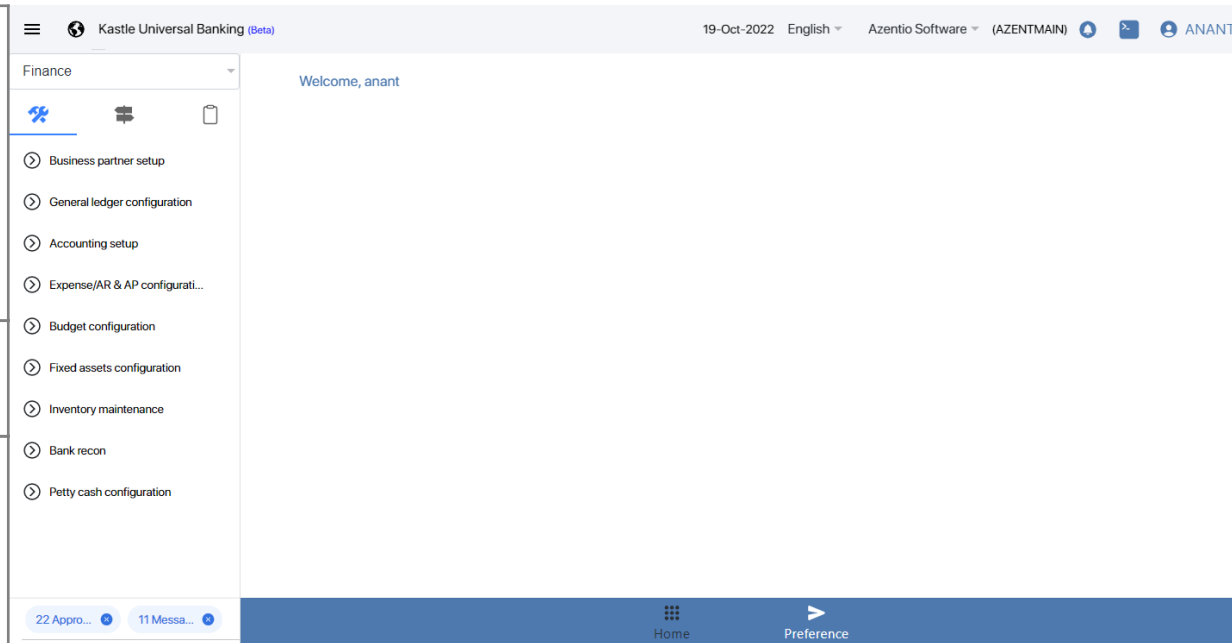 Kastle Universal Banking (Beta)
19-Oct-2022 English Azentio Software (AZENTMAIN) ANANT
Finance
Welcome, anant
Business partner setup
General ledger configuration
Accounting setup
Expense/AR & AP configurati...
Budget configuration
Fixed assets configuration
Inventory maintenance
Bank recon
Petty cash configuration
22 Appro... 11 Messa...
Home Preference